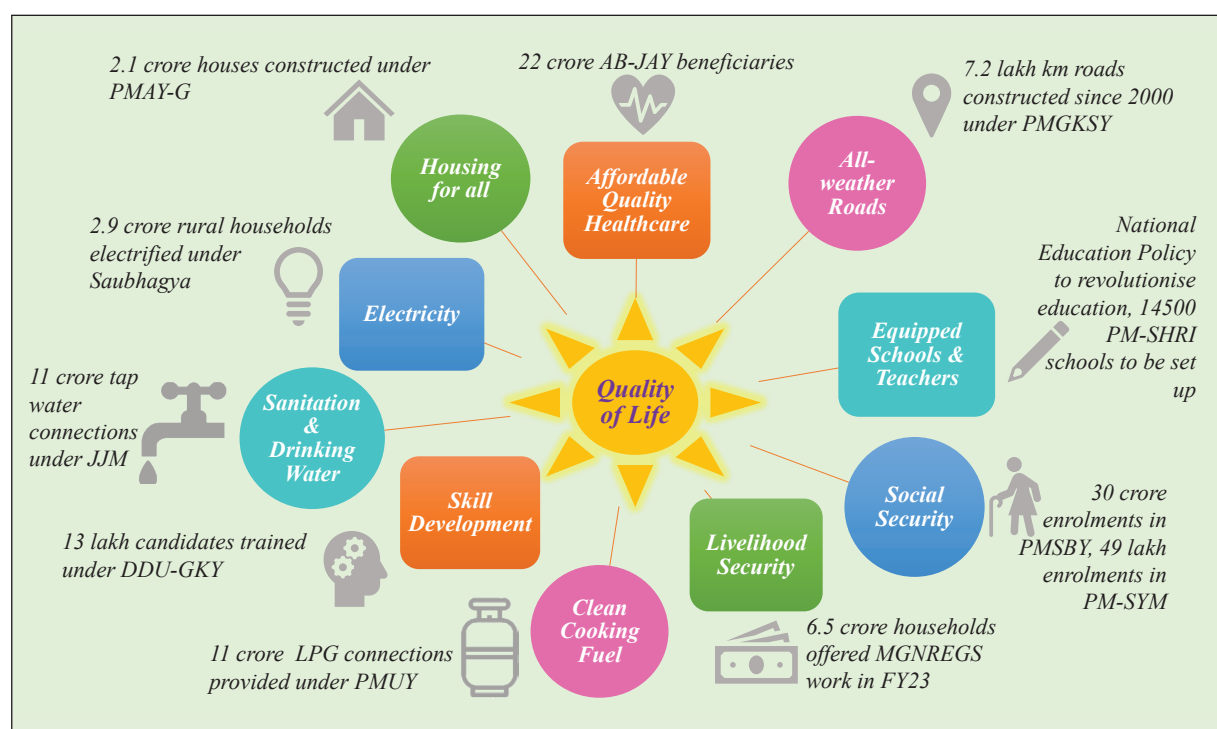 2.1 crore houses constructed under
PMAY-G
22 crore AB-JAY beneficiaries
7.2 lakh km roads
constructed since 2000
under PMGKSY
Housing
for all
Affordable
Quality
Healthcare
All-
weather
Roads
2.9 crore rural households
electrified under
Saubhagya
Electricity
National
Education Policy
to revolutionise
education, 14500
PM-SHRI
schools to be set
up
Equipped
Schools &
Teachers
Quality
of Life
11 crore tap
water
connections
under JJM
Sanitation
&
Drinking
Water
Skill
Development
Social
Security
30 crore
enrolments in
PMSBY, 49 lakh
enrolments in
PM-SYM
13 lakh candidates trained
under DDU-GKY
Livelihood
Security
Clean
Cooking
Fuel
11 crore LPG connections
provided under PMUY
6.5 crore households
offered MGNREGS
work in FY23